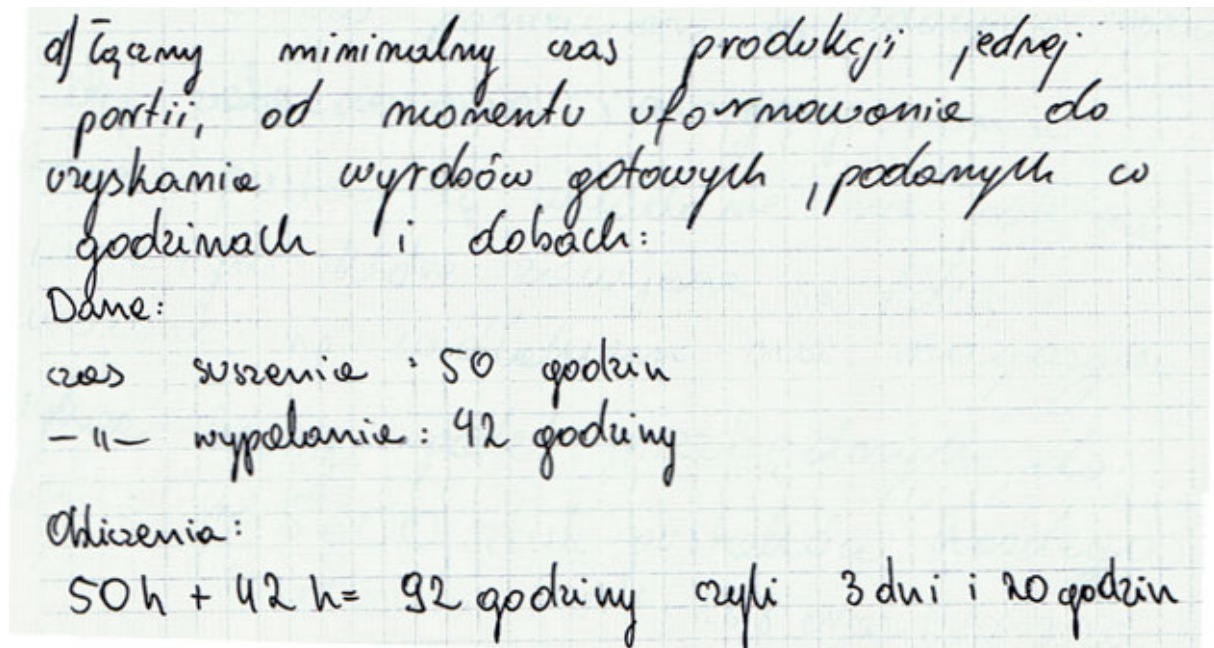 d) Łączny minimalny czas produkcji jednej
partii, od momentu uformowania do
uzyskania wyrobów gotowych, podanych w
godzinach i dobach:
Dane:
czas suszenia : 50 godzin
—"— wypalania : 42 godziny
Obliczenia:
50h + 42 h= 92 godziny czyli 3 dni i 20 godzin